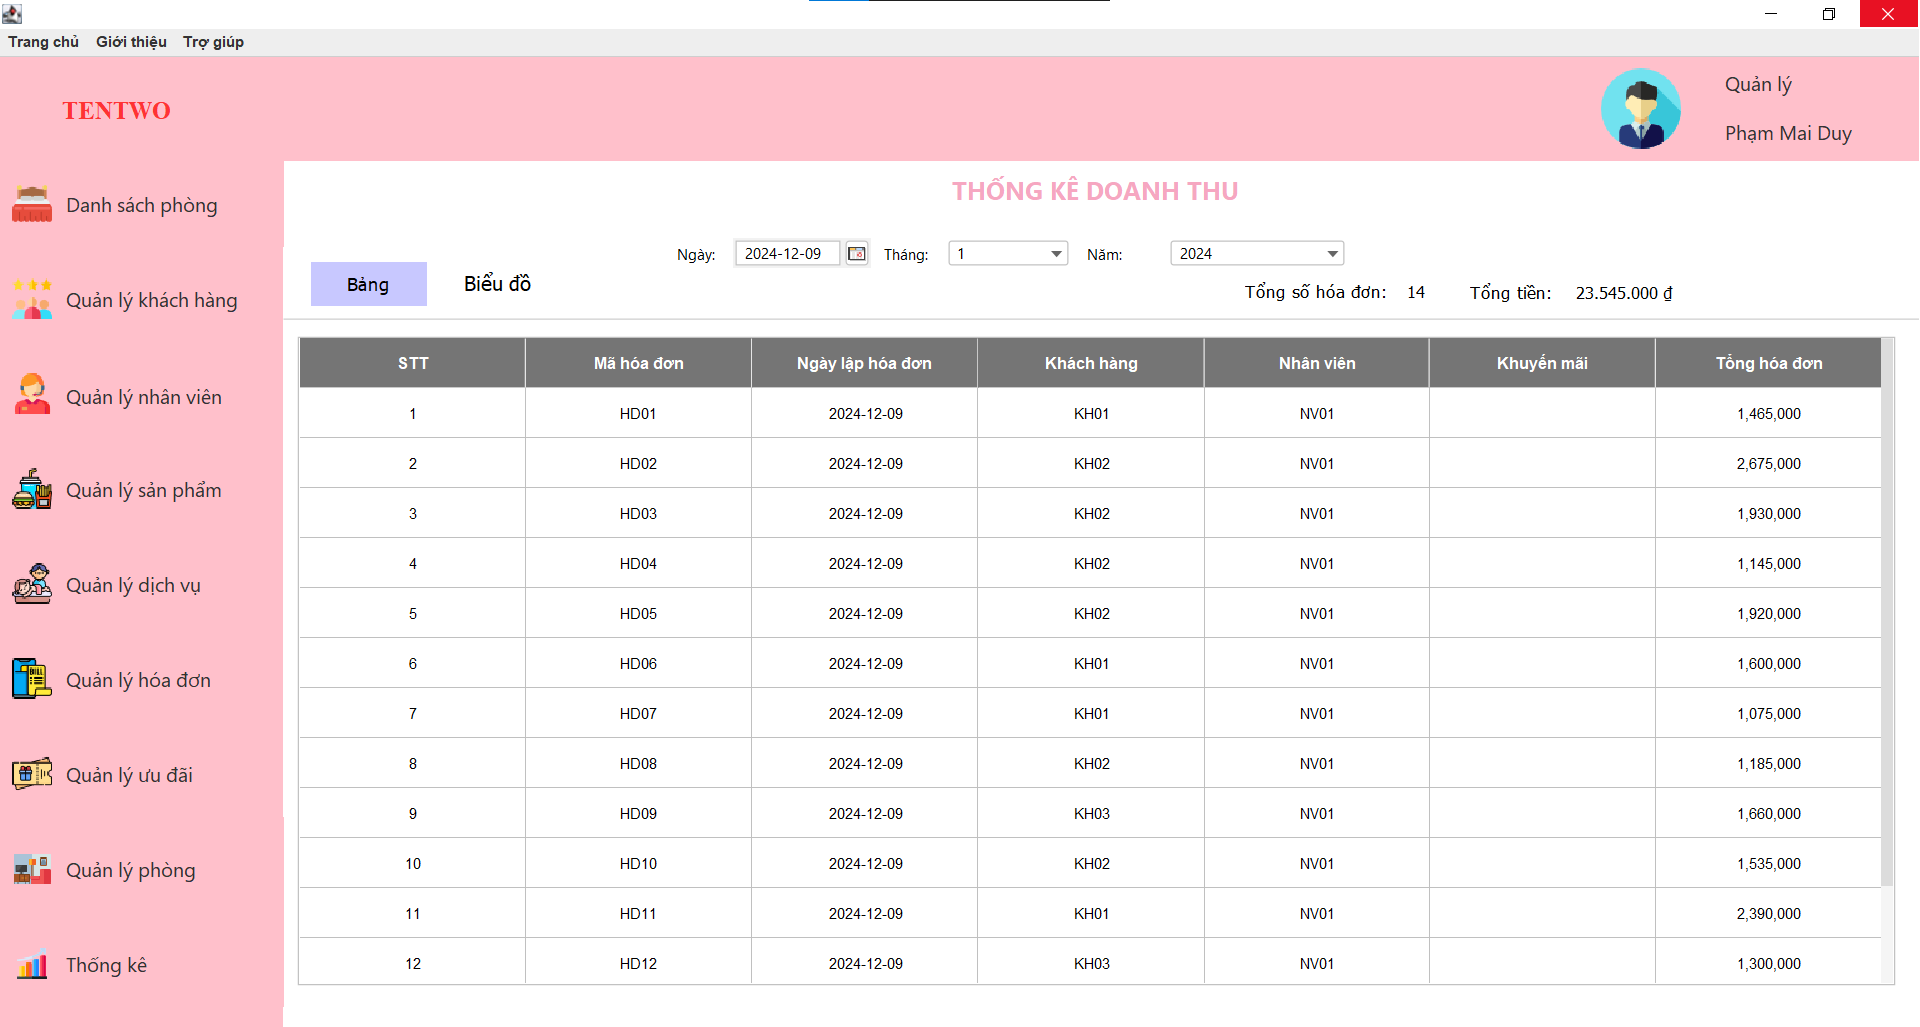 Trang chủ Giới thiệu Trợ giúp
TENTWO
Quản lý
Phạm Mai Duy
Danh sách phòng
Quản lý khách hàng
Quản lý nhân viên
Quản lý sản phẩm
Quản lý dịch vụ
Quản lý hóa đơn
Quản lý ưu đãi
Quản lý phòng
Thống kê
THỐNG KÊ DOANH THU
Ngày: 2024-12-09 Tháng: 1 Năm: 2024
Bảng Biểu đồ
Tổng số hóa đơn: 14 Tổng tiền: 23.545.000 ₫
STT Mã hóa đơn Ngày lập hóa đơn Khách hàng Nhân viên Khuyến mãi Tổng hóa đơn
1 HD01 2024-12-09 KH01 NV01 1,465,000
2 HD02 2024-12-09 KH02 NV01 2,675,000
3 HD03 2024-12-09 KH02 NV01 1,930,000
4 HD04 2024-12-09 KH02 NV01 1,145,000
5 HD05 2024-12-09 KH02 NV01 1,920,000
6 HD06 2024-12-09 KH01 NV01 1,600,000
7 HD07 2024-12-09 KH01 NV01 1,075,000
8 HD08 2024-12-09 KH02 NV01 1,185,000
9 HD09 2024-12-09 KH03 NV01 1,660,000
10 HD10 2024-12-09 KH02 NV01 1,535,000
11 HD11 2024-12-09 KH01 NV01 2,390,000
12 HD12 2024-12-09 KH03 NV01 1,300,000